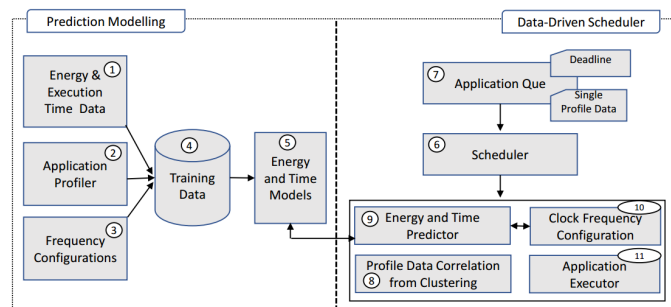 Prediction Modelling
Data-Driven Scheduler
1
Energy &
Execution
Time Data
2
Application
Profiler
3
Frequency
Configurations
4
Training
Data
5
Energy
and Time
Models
7
Application Que
Deadline
Single
Profile Data
6
Scheduler
9
Energy and Time
Predictor
10
Clock Frequency
Configuration
8
Profile Data Correlation
from Clustering
11
Application
Executor